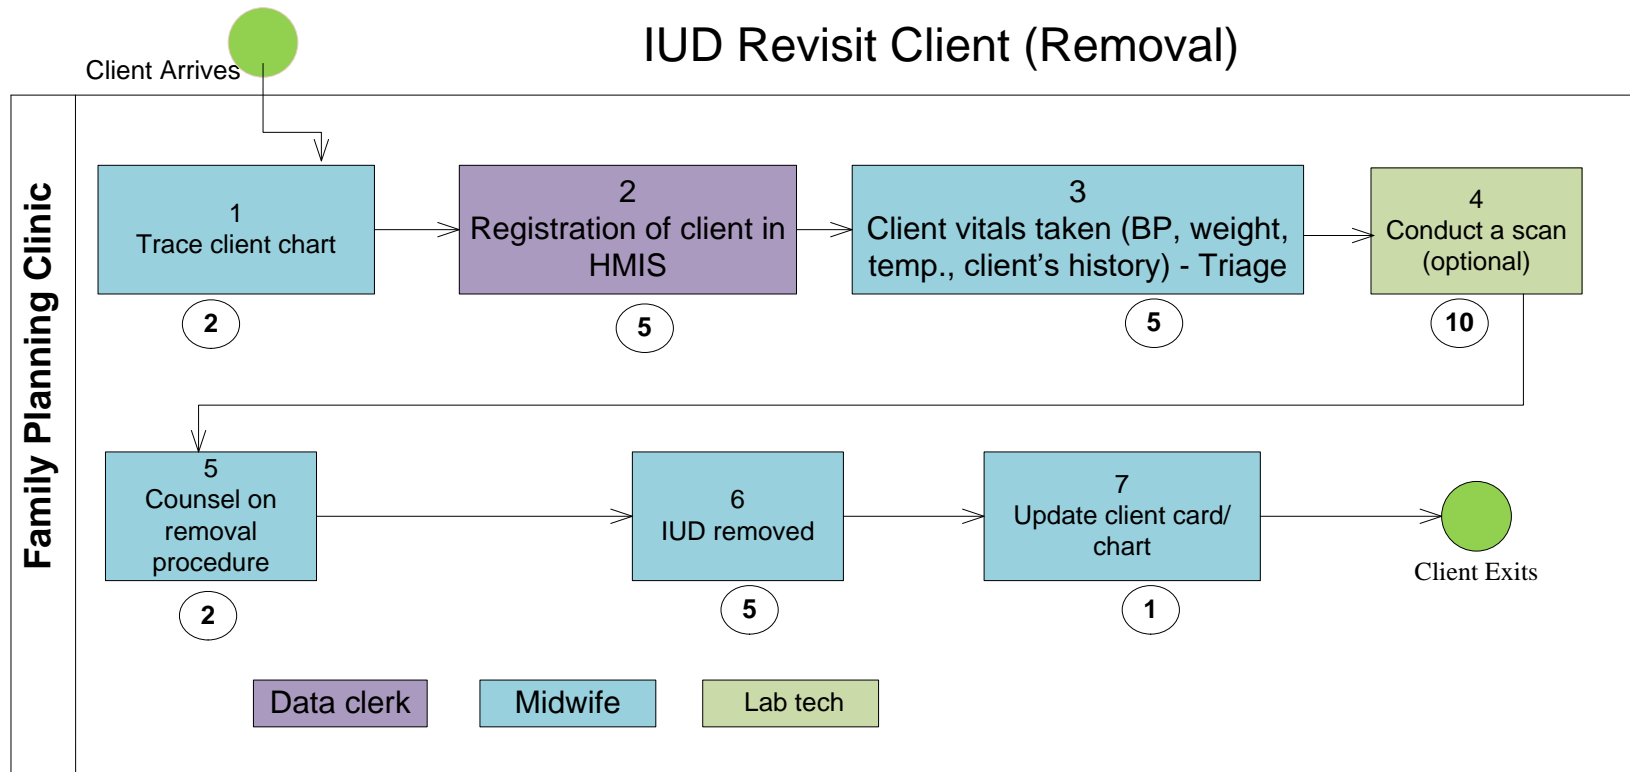 IUD Revisit Client (Removal)
Client Arrives
Family Planning Clinic
1
Trace client chart
2
2
Registration of client in
HMIS
5
3
Client vitals taken (BP, weight,
temp., client’s history) - Triage
5
4
Conduct a scan
(optional)
10
5
Counsel on
removal
procedure
2
6
IUD removed
5
7
Update client card/
chart
1
Client Exits
Data clerk
Midwife
Lab tech